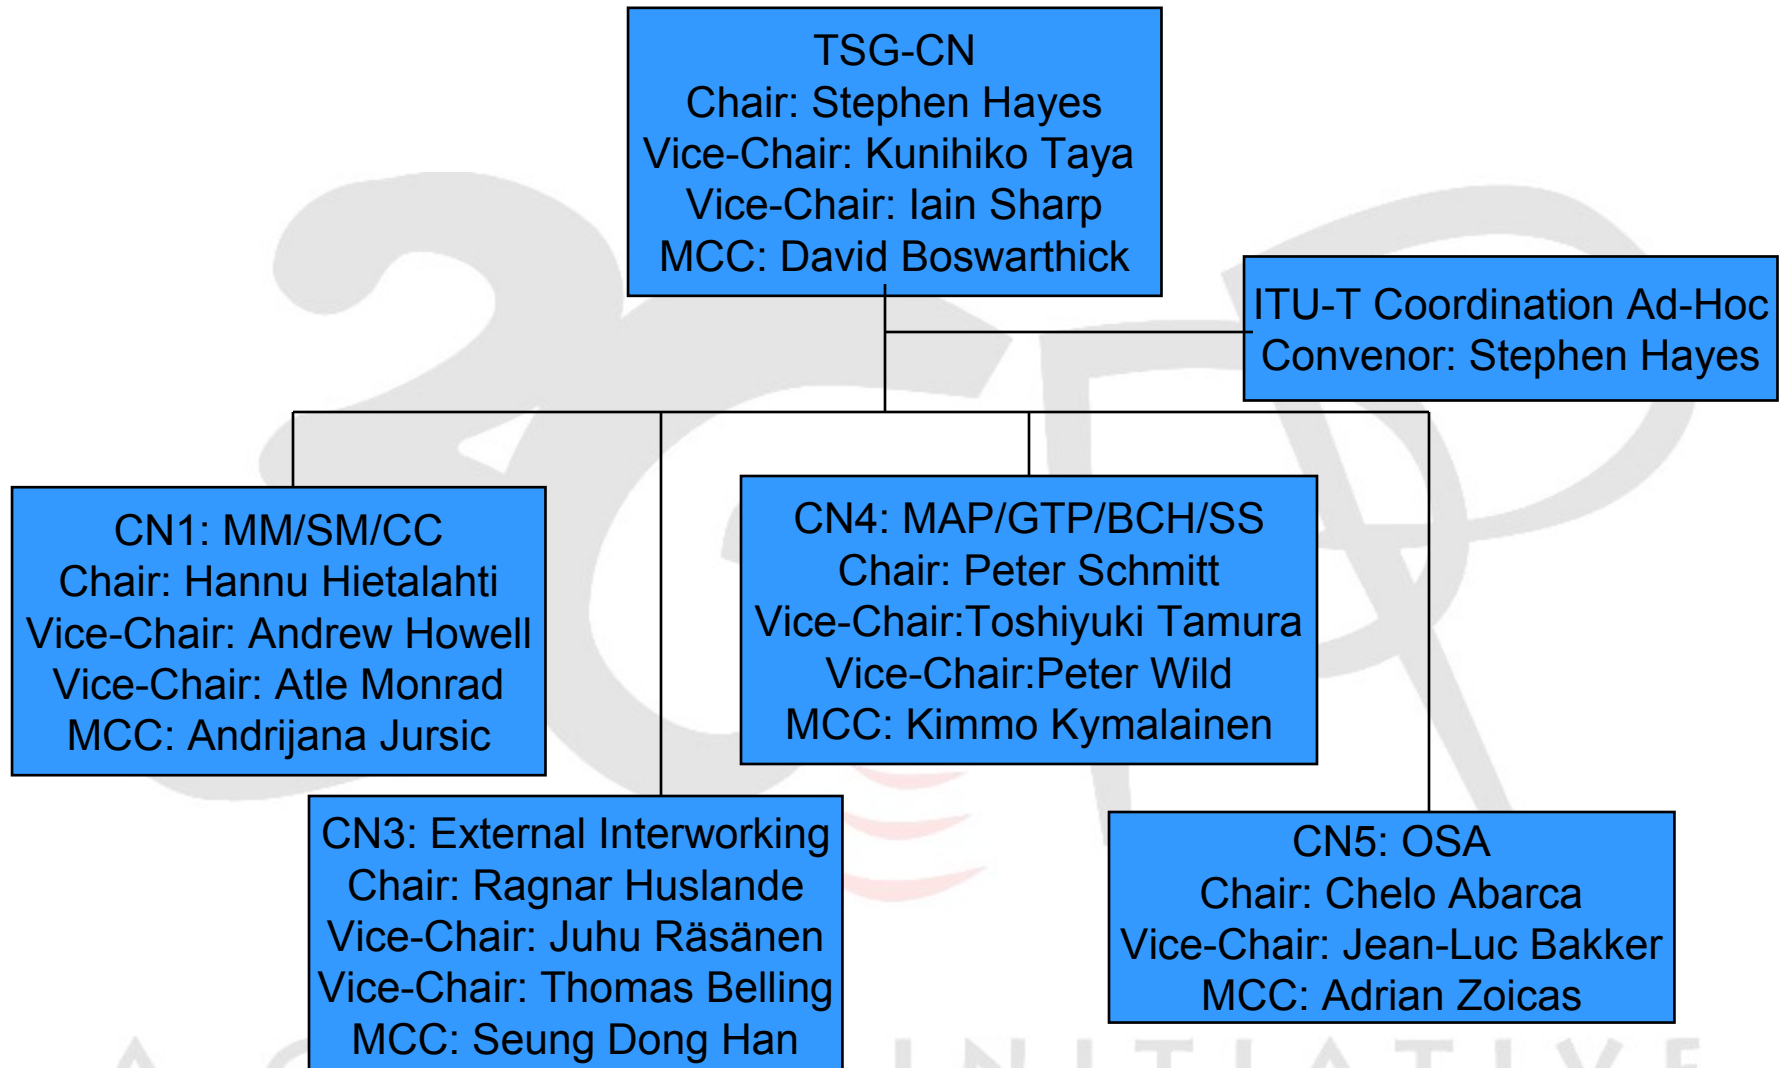 TSG-CN
Chair: Stephen Hayes
Vice-Chair: Kunihiko Taya
Vice-Chair: Iain Sharp
MCC: David Boswarthick
ITU-T Coordination Ad-Hoc
Convenor: Stephen Hayes
CN1: MM/SM/CC
Chair: Hannu Hietalahti
Vice-Chair: Andrew Howell
Vice-Chair: Atle Monrad
MCC: Andrijana Jursic
CN4: MAP/GTP/BCH/SS
Chair: Peter Schmitt
Vice-Chair:Toshiyuki Tamura
Vice-Chair:Peter Wild
MCC: Kimmo Kymalainen
CN3: External Interworking
Chair: Ragnar Huslande
Vice-Chair: Juhu Räsänen
Vice-Chair: Thomas Belling
MCC: Seung Dong Han
CN5: OSA
Chair: Chelo Abarca
Vice-Chair: Jean-Luc Bakker
MCC: Adrian Zoicas
A INITIATIVE